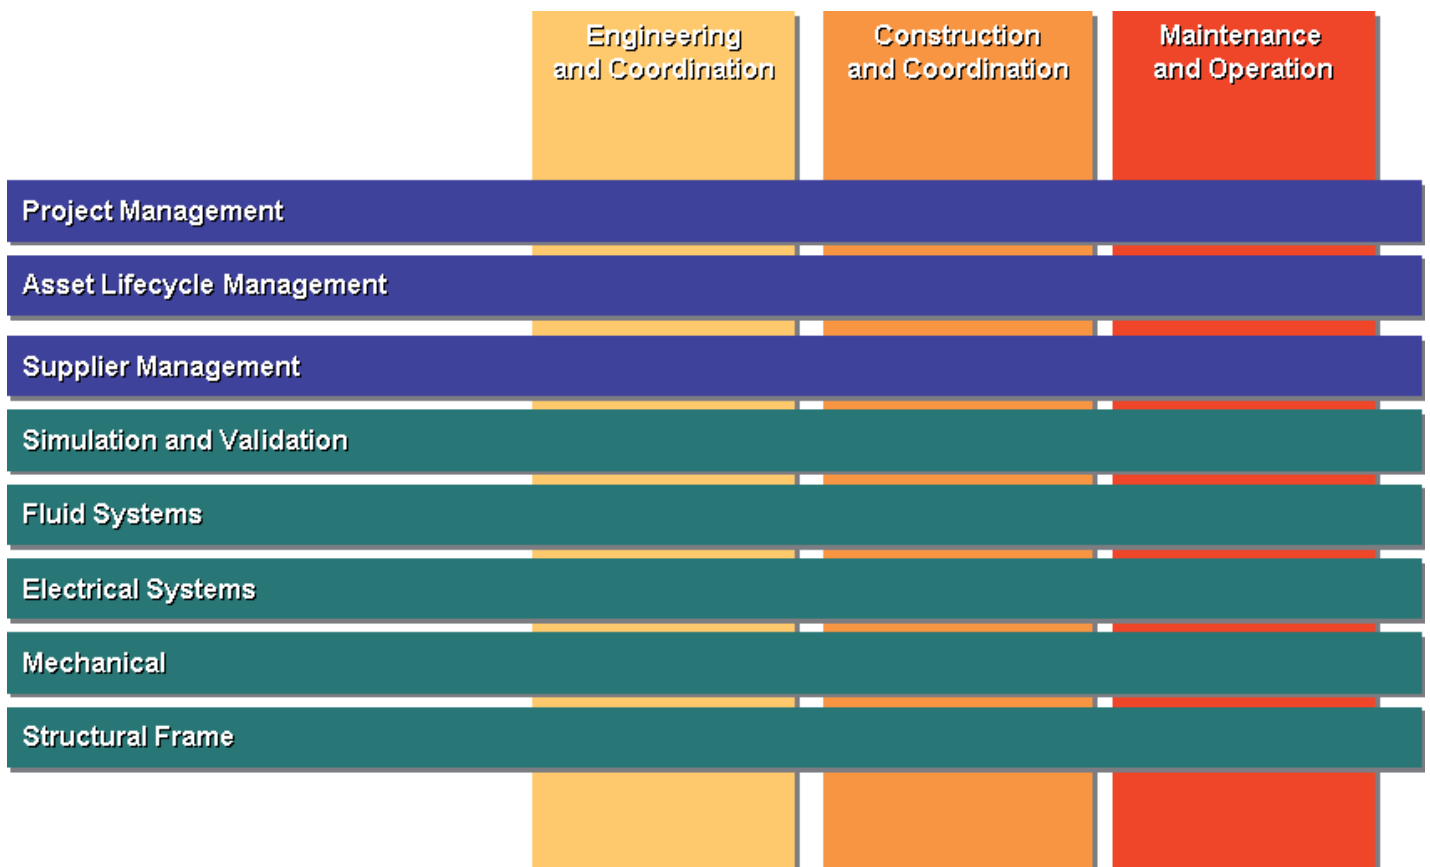 Engineering
and Coordination
Construction
and Coordination
Maintenance
and Operation
Project Management
Asset Lifecycle Management
Supplier Management
Simulation and Validation
Fluid Systems
Electrical Systems
Mechanical
Structural Frame